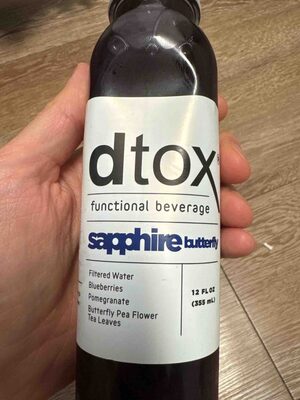 dtox
functional beverage
sapphire butterfly
Filtered Water
Blueberries
Pomegranate
Butterfly Pea Flower
Tea Leaves
12 FL OZ
(355 mL)